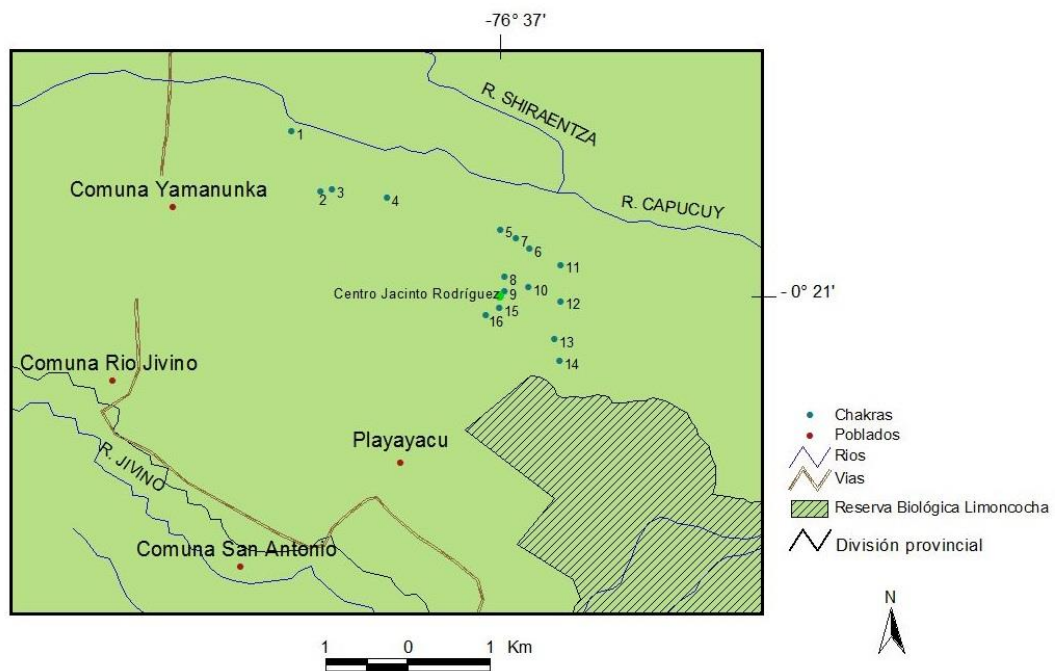 -76° 37'
R. SHIRAENTZA
1
Comuna Yamanunka
2
3
4
R. CAPUCUY
5
7
6
11
8
Centro Jacinto Rodríguez
9
10
- 0° 21'
12
15
16
13
14
Comuna Rio Jivino
Playayacu
R. JIVINO
Comuna San Antonio
Chakras
Poblados
Rios
Vias
Reserva Biológica Limoncocha
División provincial
N
1 0 1 Km